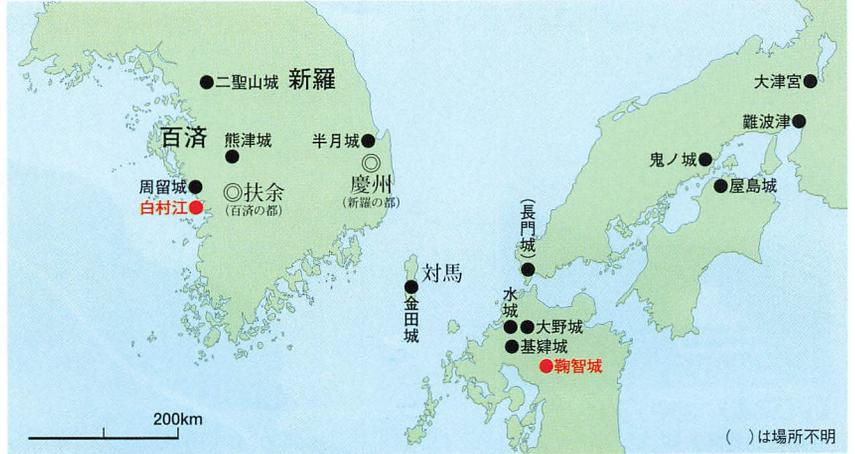 二聖山城
新羅
百済
熊津城
半月城
慶州
(新羅の都)
周留城
扶余
(百済の都)
白村江
対馬
金田城
(長門城)
水城
大野城
基肄城
鞠智城
大津宮
難波津
鬼ノ城
屋島城
200km
( )は場所不明